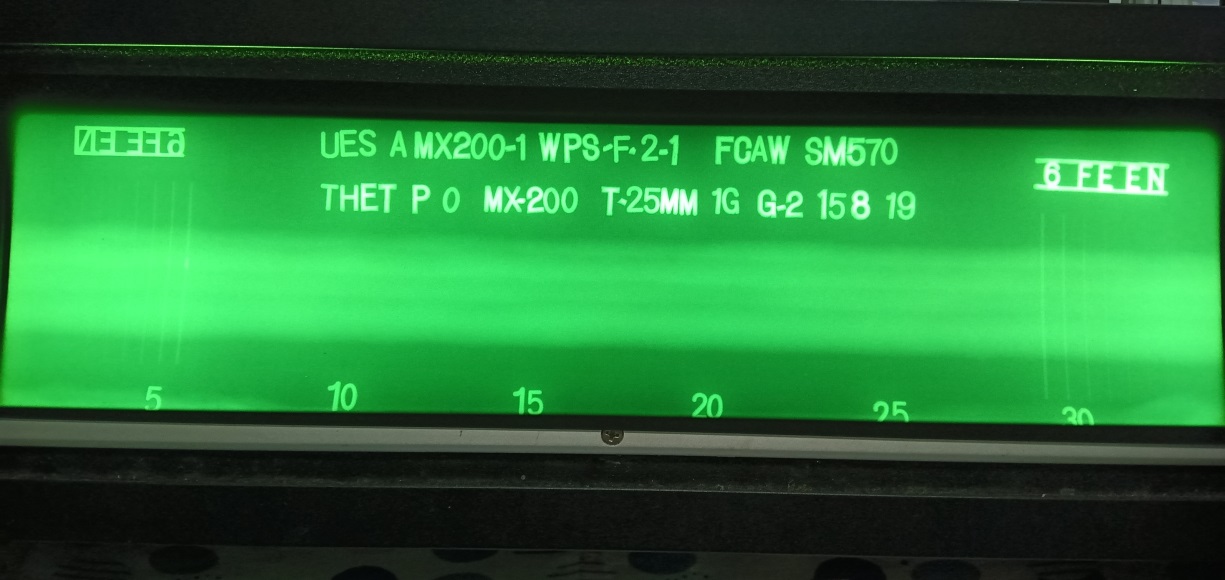 UES A MX200-1 WPS-F-2-1 FCAW SM570
6 FE EN
THET P 0 MX-200 T-25MM 1G G-2 158 19
5 10 15 20 25 30